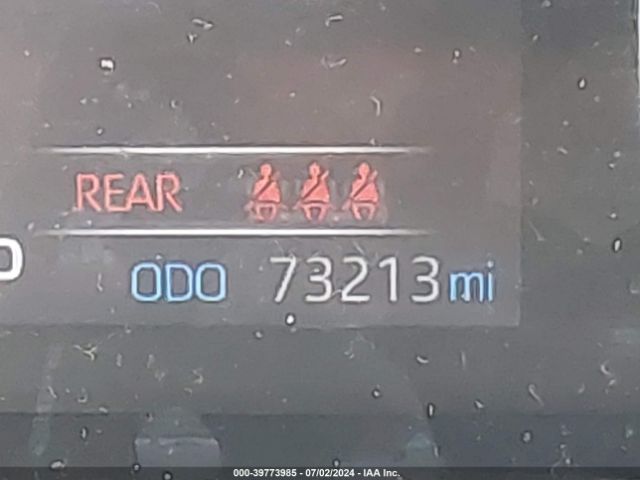 REAR
ODO 73213 mi
000-39773985 - 07/02/2024 - IAA Inc.